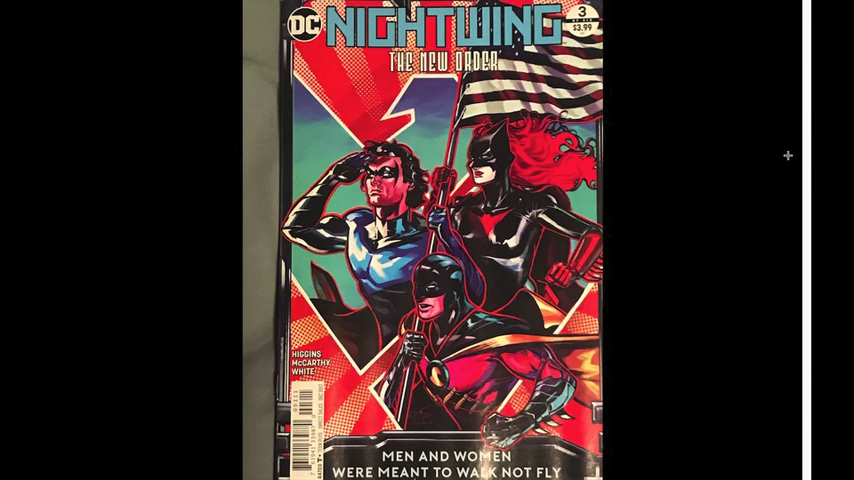 DC
NIGHTWING
THE NEW ORDER
3
$3.99
HIGGINS
McCARTHY
WHITE
RATED T+
MEN AND WOMEN
WERE MEANT TO WALK NOT FLY